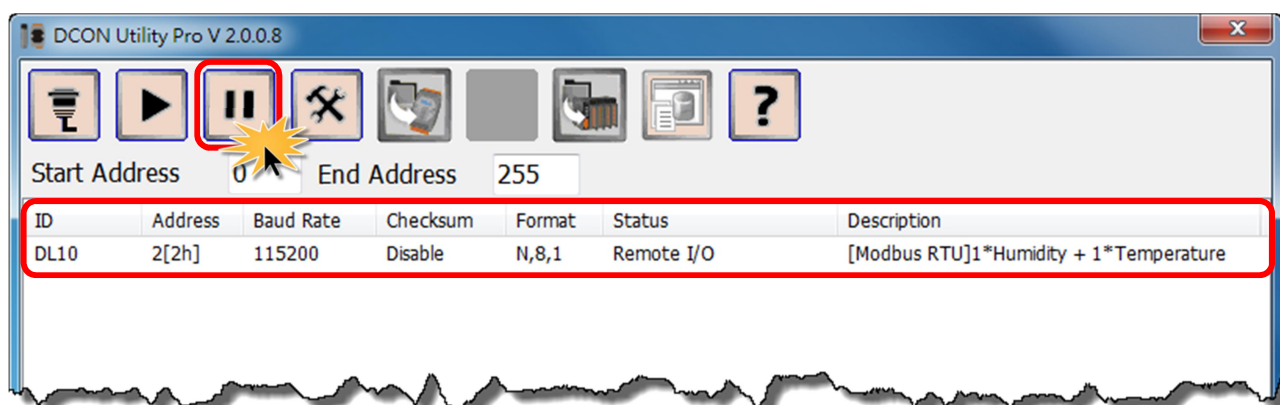 DCON Utility Pro V 2.0.0.8
x
?
Start Address 0 End Address 255
ID Address Baud Rate Checksum Format Status Description
DL10 2[2h] 115200 Disable N,8,1 Remote I/O [Modbus RTU]1*Humidity + 1*Temperature